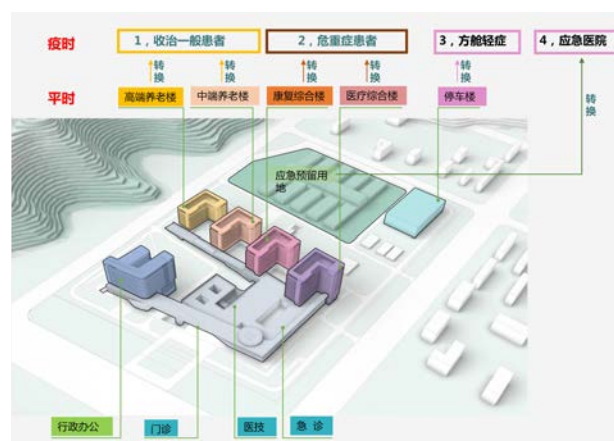 疫时
1，收治一般患者
2，危重症患者
3，方舱轻症
4，应急医院
转换
转换
转换
转换
转换
转换
平时
高端养老楼
中端养老楼
康复综合楼
医疗综合楼
停车楼
应急预留用
地
行政办公
门诊
医技
急 诊